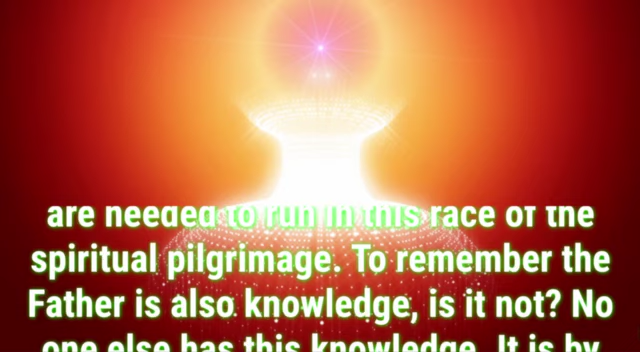 are needed to run in this race of the
spiritual pilgrimage. To remember the
Father is also knowledge, is it not? No
one else has this knowledge. It is by